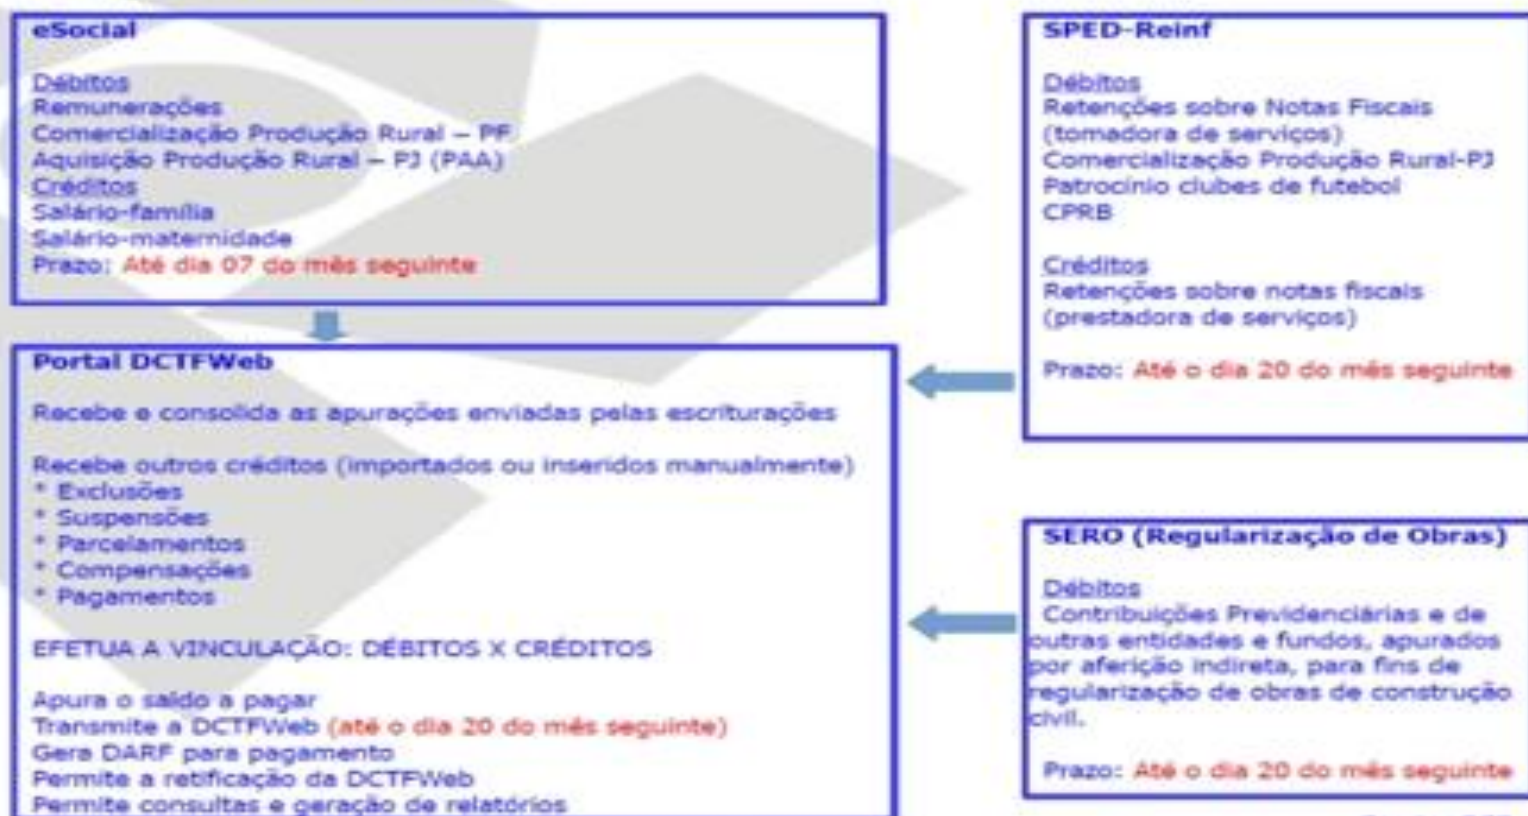 eSocial
Débitos
Remunerações
Comercialização Produção Rural – PF
Aquisição Produção Rural – PJ (PAA)
Créditos
Salário-família
Salário-maternidade
Prazo: Até dia 07 do mês seguinte
Portal DCTFWeb
Recebe e consolida as apurações enviadas pelas escriturações
Recebe outros créditos (importados ou inseridos manualmente)
* Exclusões
* Suspensões
* Parcelamentos
* Compensações
* Pagamentos
EFETUA A VINCULAÇÃO: DÉBITOS X CRÉDITOS
Apura o saldo a pagar
Transmite a DCTFWeb (até o dia 20 do mês seguinte)
Gera DARF para pagamento
Permite a retificação da DCTFWeb
Permite consultas e geração de relatórios
SPED-Reinf
Débitos
Retenções sobre Notas Fiscais
(tomadora de serviços)
Comercialização Produção Rural-PJ
Patrocínio clubes de futebol
CPRB
Créditos
Retenções sobre notas fiscais
(prestadora de serviços)
Prazo: Até o dia 20 do mês seguinte
SERO (Regularização de Obras)
Débitos
Contribuições Previdenciárias e de
outras entidades e fundos, apurados
por aferição indireta, para fins de
regularização de obras de construção
civil.
Prazo: Até o dia 20 do mês seguinte